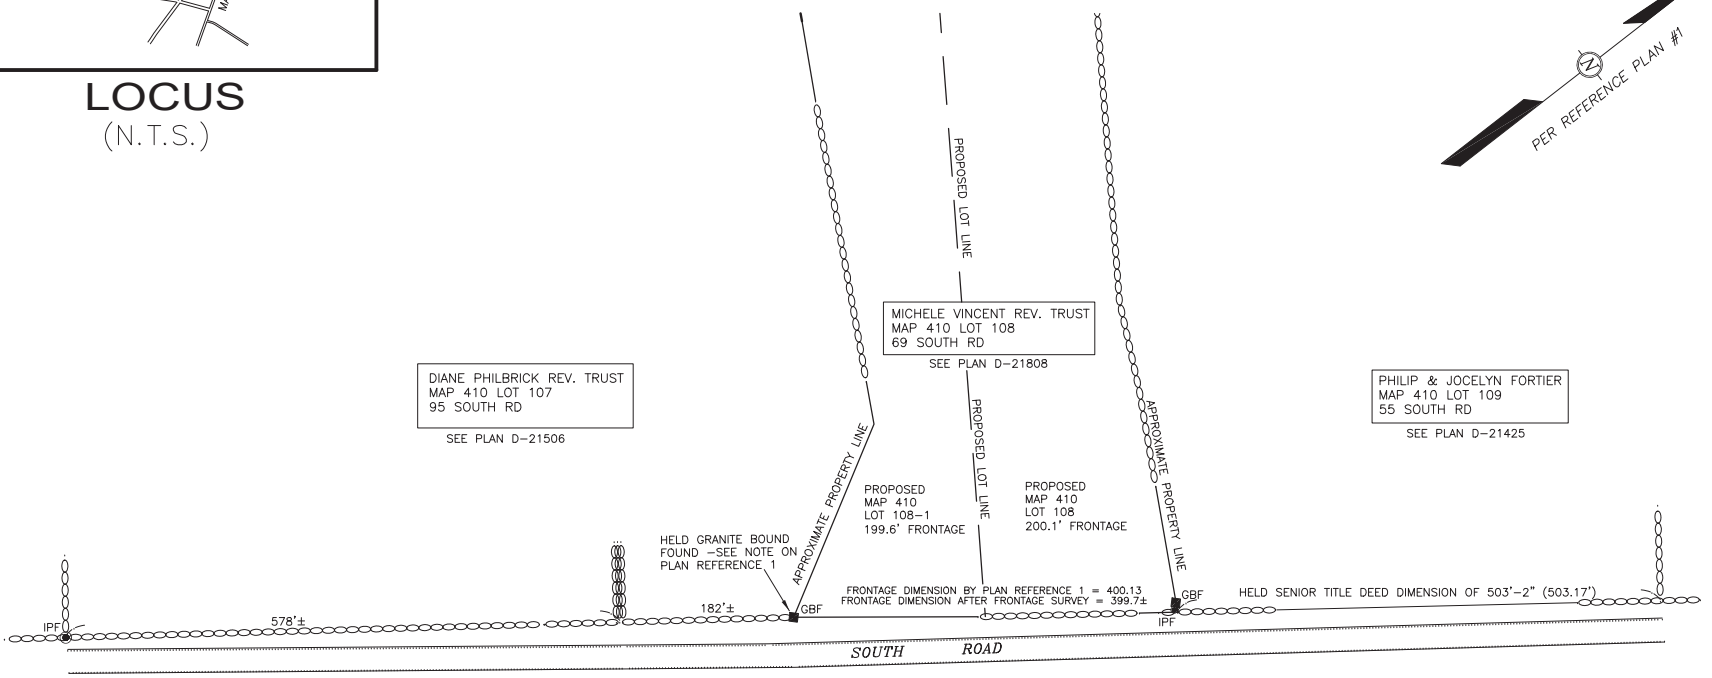 LOCUS
(N.T.S.)
N
PER REFERENCE PLAN #1
PROPOSED LOT LINE
MICHELE VINCENT REV. TRUST
MAP 410 LOT 108
69 SOUTH RD
SEE PLAN D-21808
DIANE PHILBRICK REV. TRUST
MAP 410 LOT 107
95 SOUTH RD
SEE PLAN D-21506
PHILIP & JOCELYN FORTIER
MAP 410 LOT 109
55 SOUTH RD
SEE PLAN D-21425
APPROXIMATE PROPERTY LINE
PROPOSED LOT LINE
APPROXIMATE PROPERTY LINE
PROPOSED
MAP 410
LOT 108-1
199.6' FRONTAGE
PROPOSED
MAP 410
LOT 108
200.1' FRONTAGE
HELD GRANITE BOUND
FOUND -SEE NOTE ON
PLAN REFERENCE 1
FRONTAGE DIMENSION BY PLAN REFERENCE 1 = 400.13
FRONTAGE DIMENSION AFTER FRONTAGE SURVEY = 399.7±
HELD SENIOR TITLE DEED DIMENSION OF 503'-2" (503.17')
IPF
578'±
182'±
GBF
GBF
IPF
SOUTH ROAD